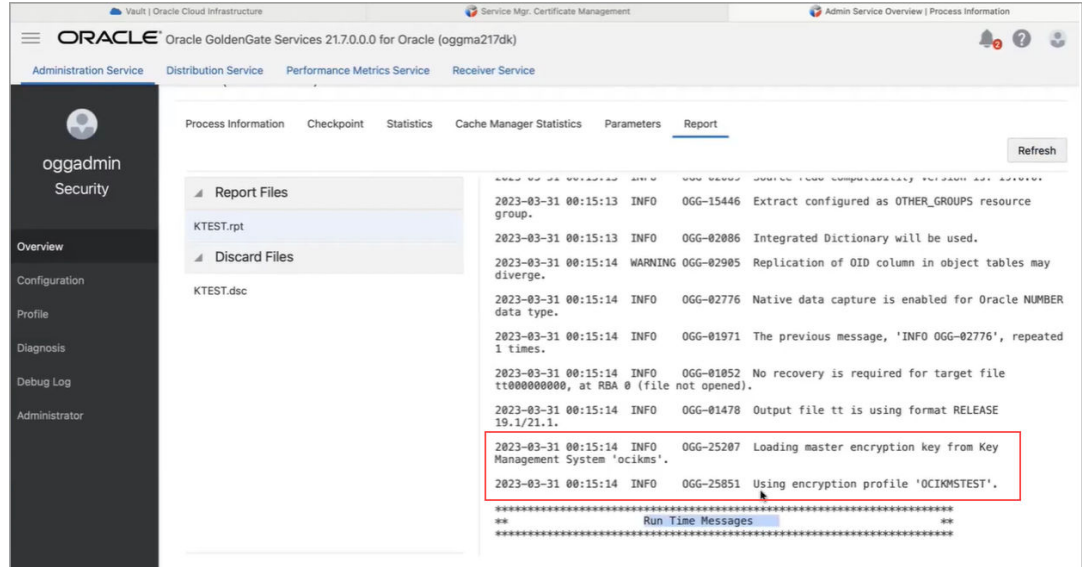 Vault | Oracle Cloud Infrastructure
Service Mgr. Certificate Management
Admin Service Overview | Process Information
ORACLE Oracle GoldenGate Services 21.7.0.0.0 for Oracle (oggma217dk)
2
?
Administration Service
Distribution Service
Performance Metrics Service
Receiver Service
oggadmin
Security
Overview
Configuration
Profile
Diagnosis
Debug Log
Administrator
Process Information
Checkpoint
Statistics
Cache Manager Statistics
Parameters
Report
Refresh
Report Files
KTEST.rpt
Discard Files
KTEST.dsc
2023-03-31 00:15:13 INFO OGG-15446 Extract configured as OTHER_GROUPS resource
group.
2023-03-31 00:15:13 INFO OGG-02086 Integrated Dictionary will be used.
2023-03-31 00:15:14 WARNING OGG-02905 Replication of OID column in object tables may
diverge.
2023-03-31 00:15:14 INFO OGG-02776 Native data capture is enabled for Oracle NUMBER
data type.
2023-03-31 00:15:14 INFO OGG-01971 The previous message, 'INFO OGG-02776', repeated
1 times.
2023-03-31 00:15:14 INFO OGG-01052 No recovery is required for target file
tt000000000, at RBA 0 (file not opened).
2023-03-31 00:15:14 INFO OGG-01478 Output file tt is using format RELEASE
19.1/21.1.
2023-03-31 00:15:14 INFO OGG-25207 Loading master encryption key from Key
Management System 'ocikms'.
2023-03-31 00:15:14 INFO OGG-25851 Using encryption profile 'OCIKMSTEST'.
***********************************************************************
** Run Time Messages **
***********************************************************************